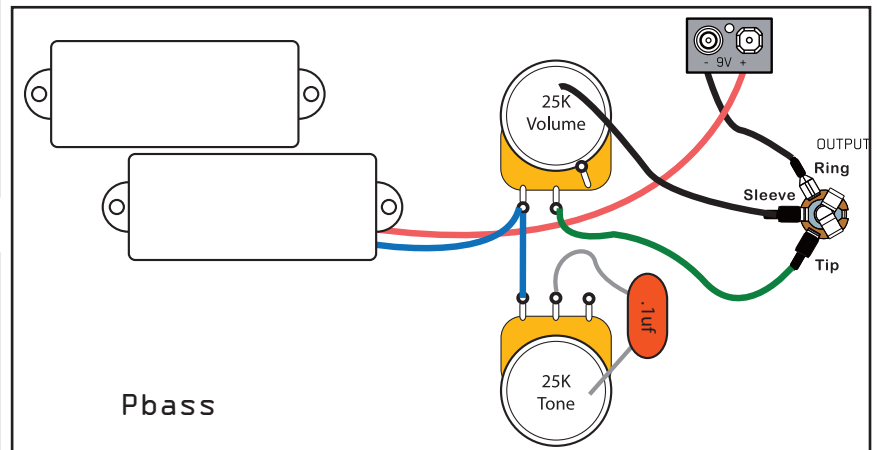 25K
Volume
- 9V +
OUTPUT
Ring
Sleeve
Tip
.1uf
25K
Tone
Pbass